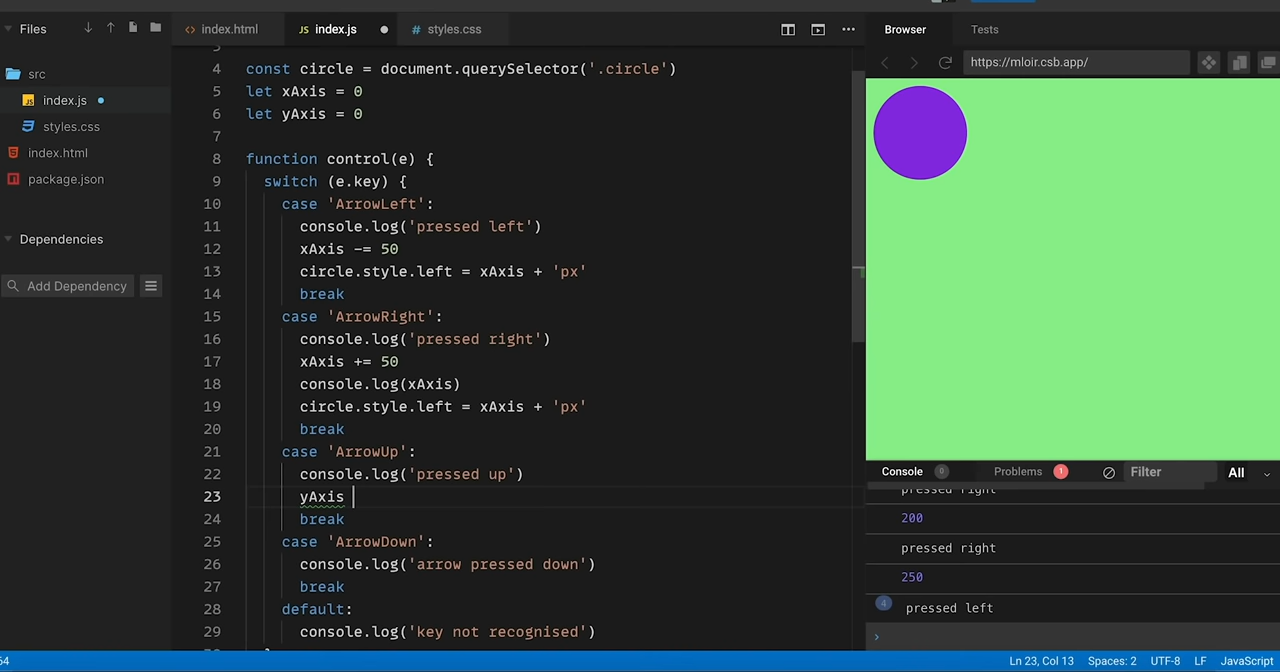 Files
src
index.js
styles.css
index.html
package.json
Dependencies
Add Dependency
<> index.html
JS index.js
# styles.css
4 const circle = document.querySelector('.circle')
5 let xAxis = 0
6 let yAxis = 0
7
8 function control(e) {
9 switch (e.key) {
10 case 'ArrowLeft':
11 console.log('pressed left')
12 xAxis -= 50
13 circle.style.left = xAxis + 'px'
14 break
15 case 'ArrowRight':
16 console.log('pressed right')
17 xAxis += 50
18 console.log(xAxis)
19 circle.style.left = xAxis + 'px'
20 break
21 case 'ArrowUp':
22 console.log('pressed up')
23 yAxis
24 break
25 case 'ArrowDown':
26 console.log('arrow pressed down')
27 break
28 default:
29 console.log('key not recognised')
Browser Tests
https://mloir.csb.app/
Console 0 Problems 1 Filter All
pressed right
200
pressed right
250
4 pressed left
›
64 Ln 23, Col 13 Spaces: 2 UTF-8 LF JavaScript